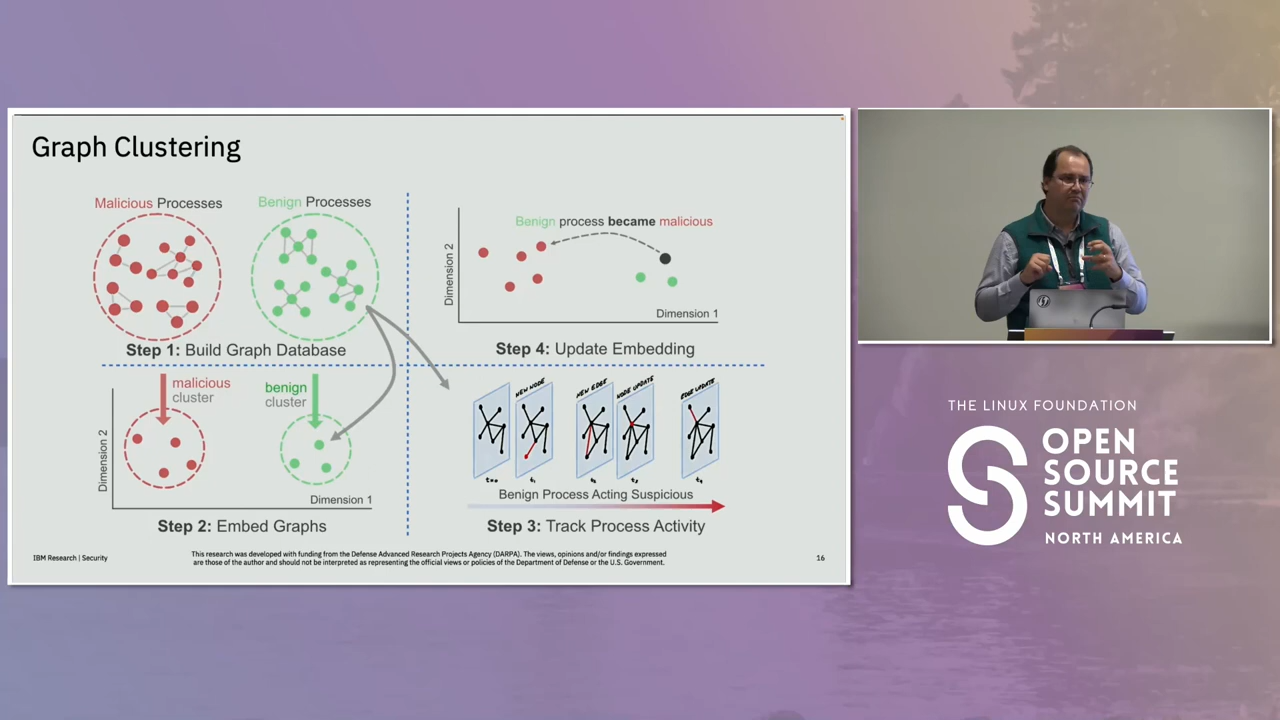 Graph Clustering
Malicious Processes
Benign Processes
Step 1: Build Graph Database
Dimension 2
Benign process became malicious
Dimension 1
Step 4: Update Embedding
malicious
cluster
benign
cluster
Dimension 2
Dimension 1
Step 2: Embed Graphs
NEW NODE
NEW EDGE
NODE UPDATE
EDGE UPDATE
Benign Process Acting Suspicious
Step 3: Track Process Activity
IBM Research | Security
This research was developed with funding from the Defense Advanced Research Projects Agency (DARPA). The views, opinions and/or findings expressed
are those of the author and should not be interpreted as representing the official views or policies of the Department of Defense or the U.S. Government.
16
THE LINUX FOUNDATION
OPEN
SOURCE
SUMMIT
NORTH AMERICA